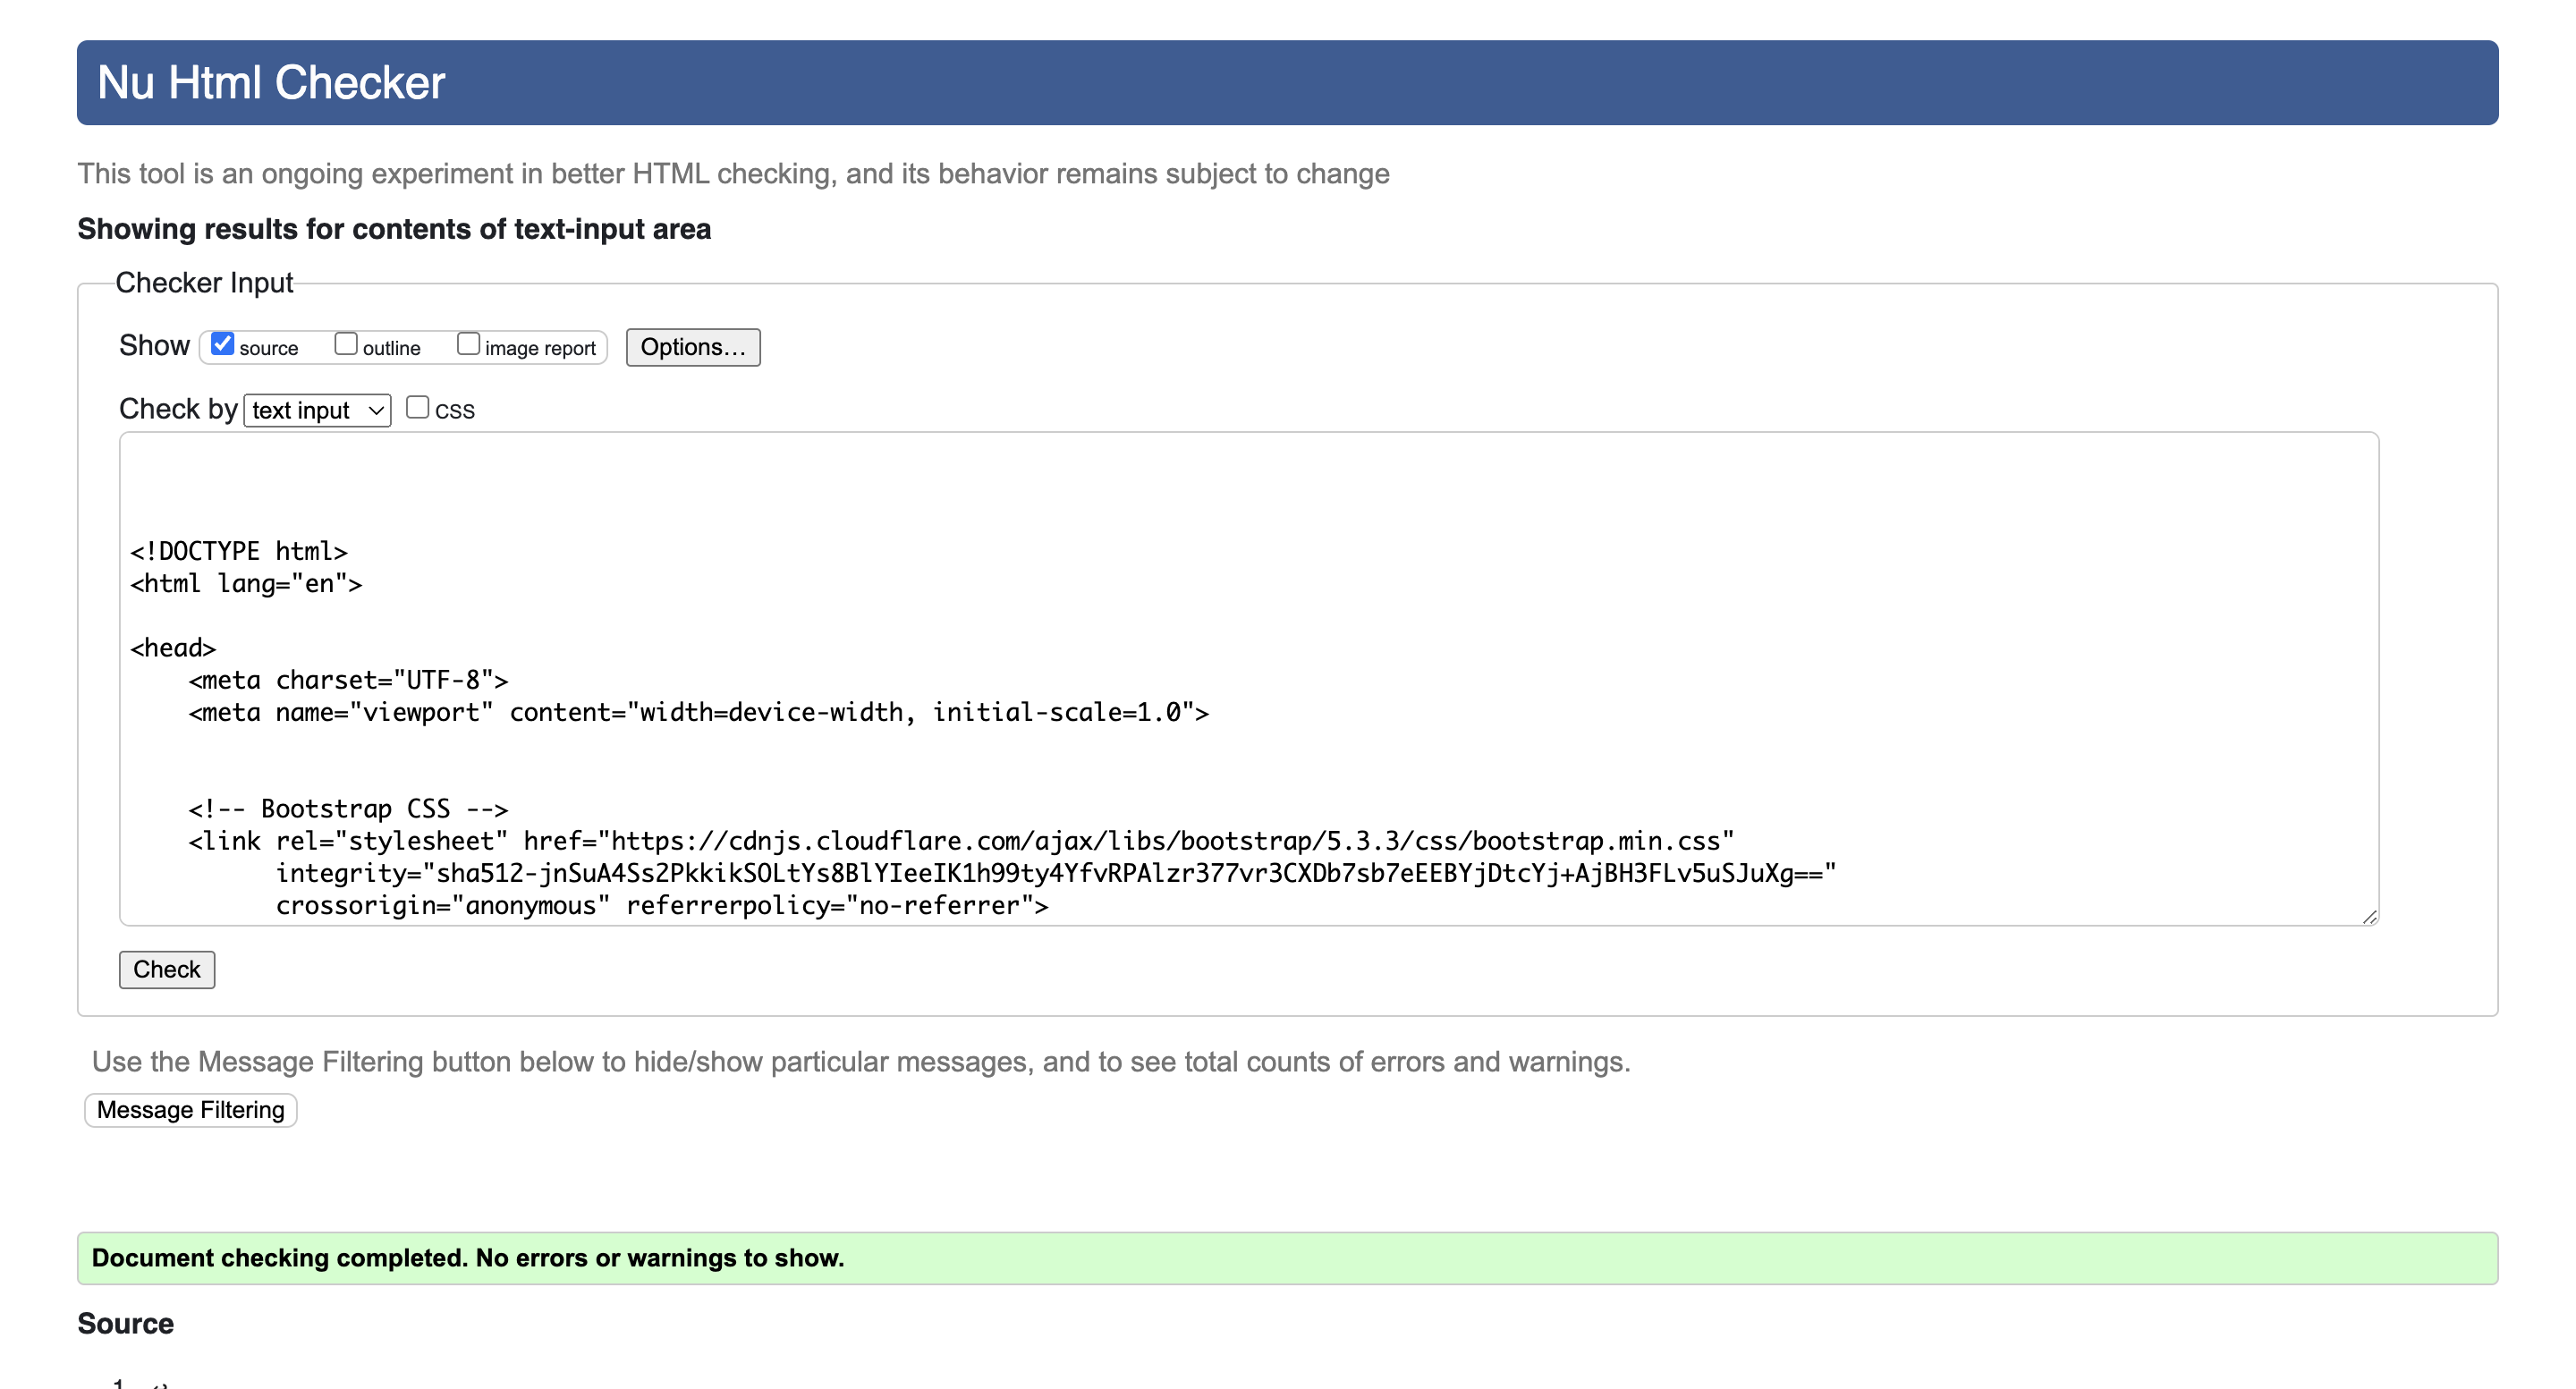 Nu Html Checker
This tool is an ongoing experiment in better HTML checking, and its behavior remains subject to change
Showing results for contents of text-input area
Checker Input
Show source outline image report Options...
Check by text input CSS
<!DOCTYPE html>
<html lang="en">
<head>
    <meta charset="UTF-8">
    <meta name="viewport" content="width=device-width, initial-scale=1.0">
    <!-- Bootstrap CSS -->
    <link rel="stylesheet" href="https://cdnjs.cloudflare.com/ajax/libs/bootstrap/5.3.3/css/bootstrap.min.css"
          integrity="sha512-jnSuA4Ss2PkkikSOLtYs8BlYIeeIK1h99ty4YfvRPAlzr377vr3CXDb7sb7eEEBYjDtcYj+AjBH3FLv5uSJuXg=="
          crossorigin="anonymous" referrerpolicy="no-referrer">
Check
Use the Message Filtering button below to hide/show particular messages, and to see total counts of errors and warnings.
Message Filtering
Document checking completed. No errors or warnings to show.
Source